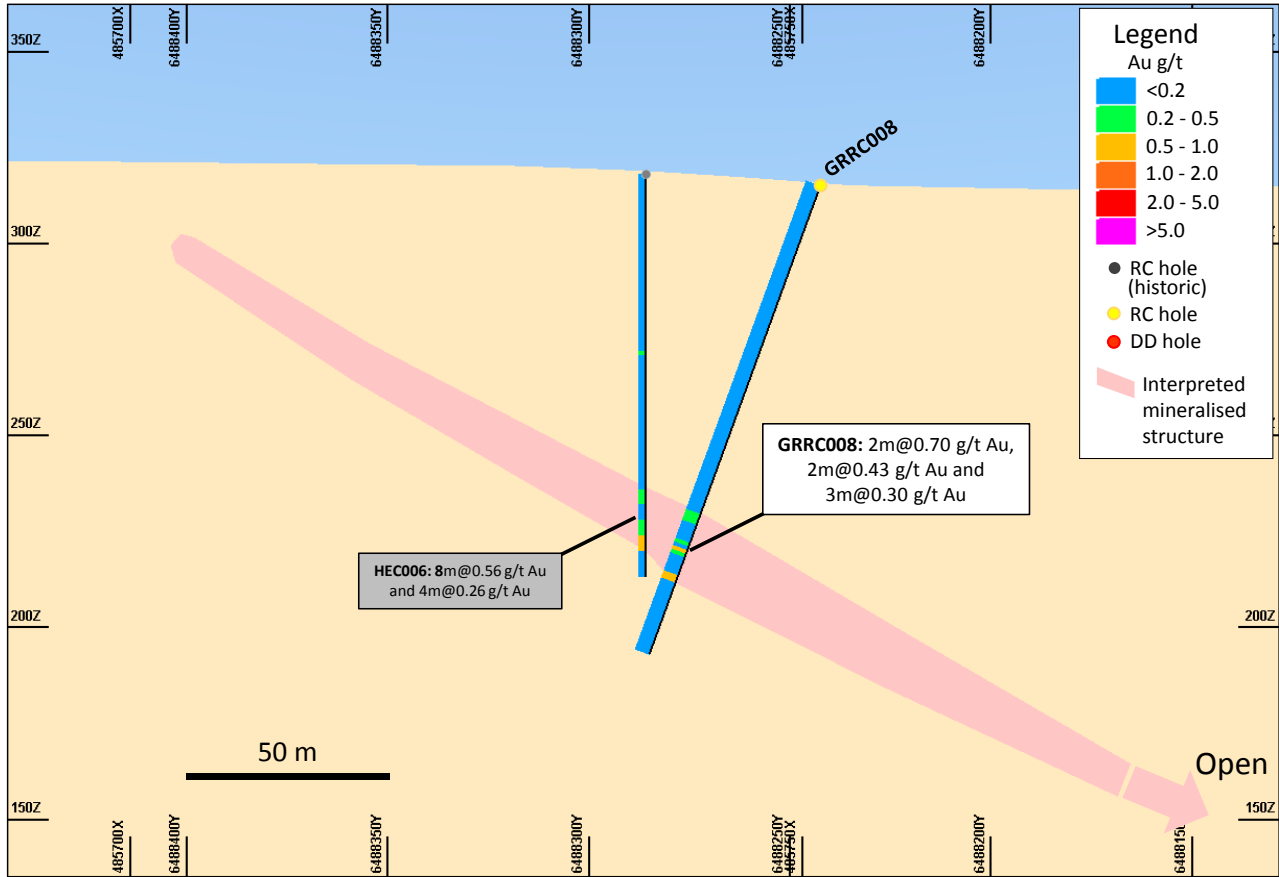 485700X
6488400Y
6488350Y
6488300Y
6488250Y
485750X
6488200Y
350Z
300Z
250Z
200Z
150Z
200Z
150Z
Legend
Au g/t
<0.2
0.2 - 0.5
0.5 - 1.0
1.0 - 2.0
2.0 - 5.0
>5.0
RC hole
(historic)
RC hole
DD hole
Interpreted
mineralised
structure
GRRC008
GRRC008: 2m@0.70 g/t Au,
2m@0.43 g/t Au and
3m@0.30 g/t Au
HEC006: 8m@0.56 g/t Au
and 4m@0.26 g/t Au
50 m
Open
485700X
6488400Y
6488350Y
6488300Y
6488250Y
485750X
6488200Y